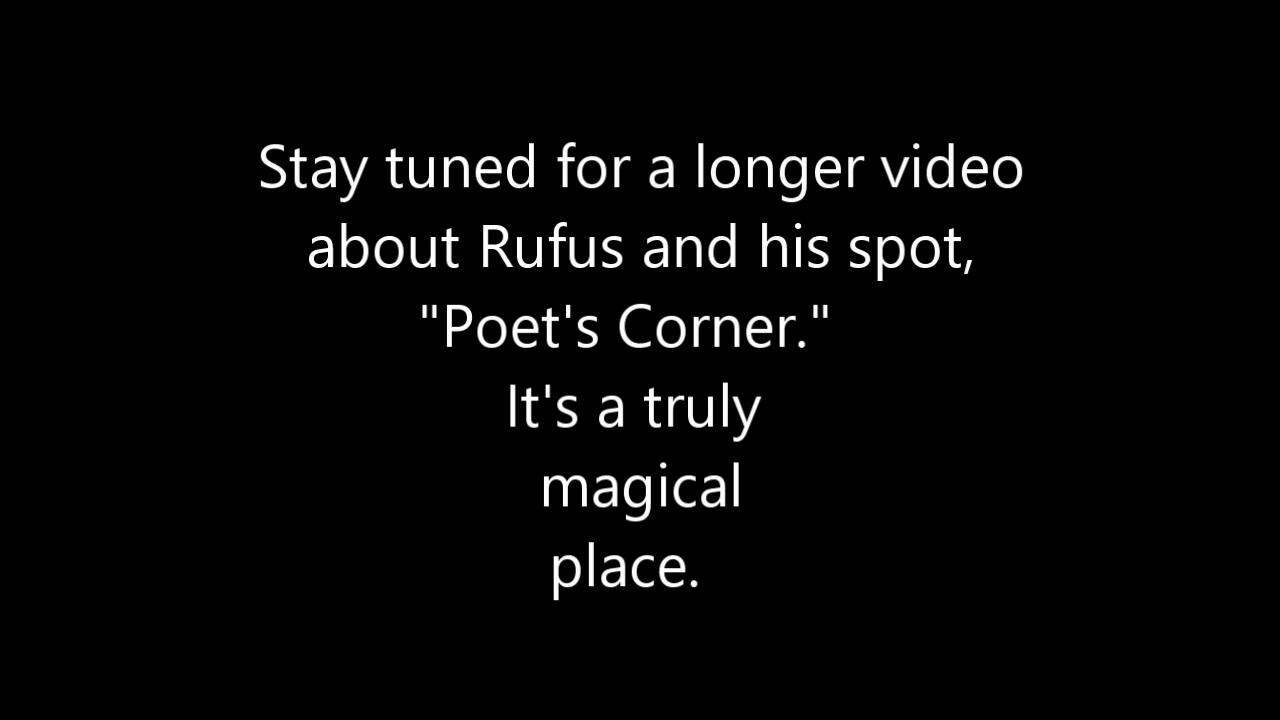 Stay tuned for a longer video
about Rufus and his spot,
"Poet's Corner."
It's a truly
magical
place.